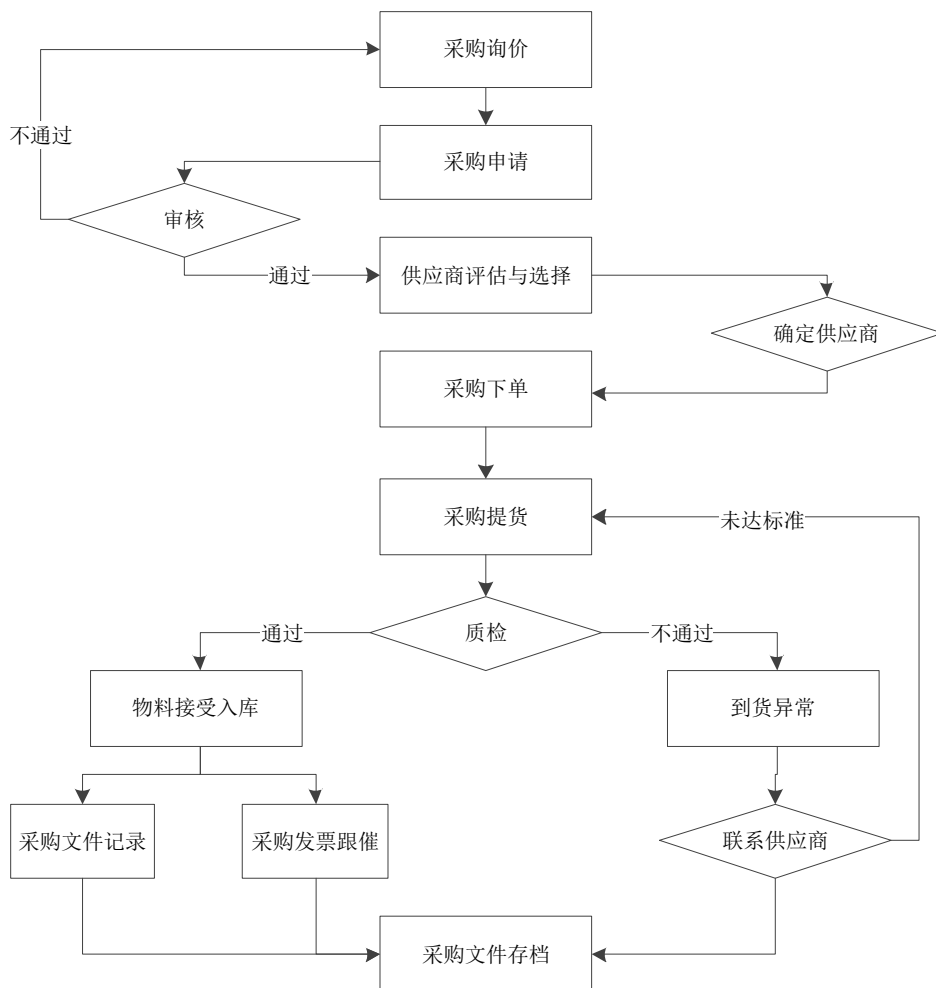 采购询价
不通过
采购申请
审核
通过
供应商评估与选择
确定供应商
采购下单
采购提货
未达标准
通过
质检
不通过
物料接受入库
到货异常
采购文件记录
采购发票跟催
联系供应商
采购文件存档